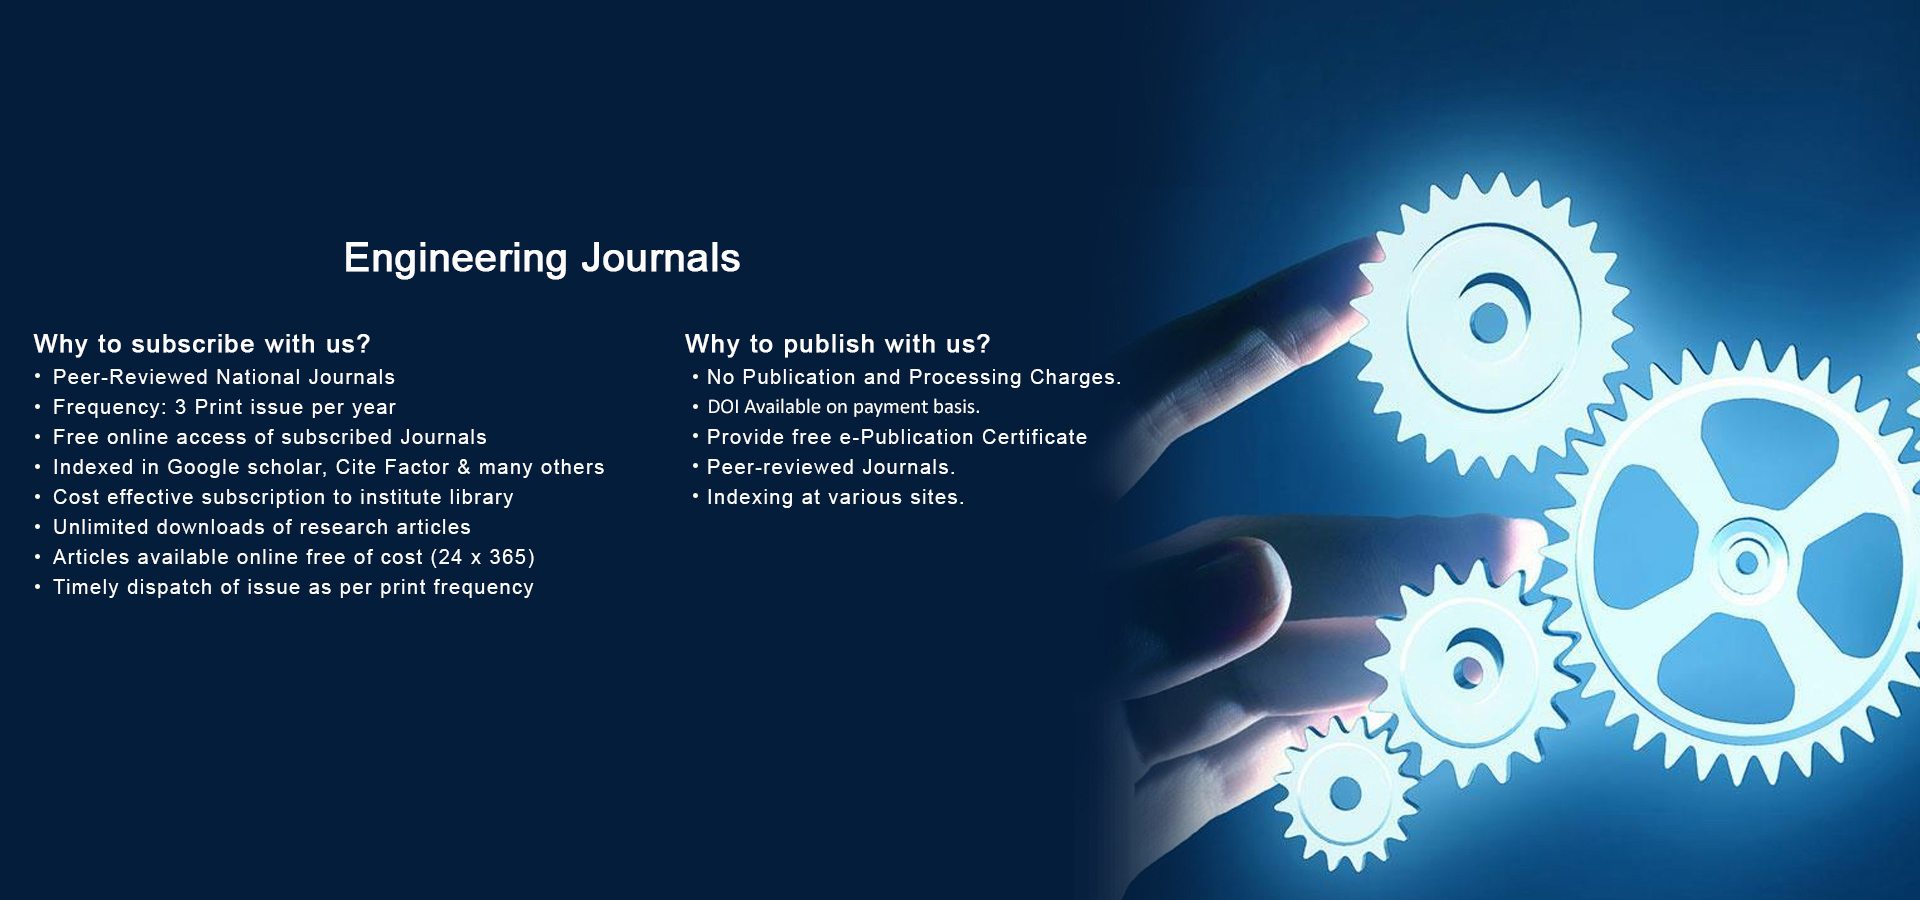 Engineering Journals
Why to subscribe with us?
• Peer-Reviewed National Journals
• Frequency: 3 Print issue per year
• Free online access of subscribed Journals
• Indexed in Google scholar, Cite Factor & many others
• Cost effective subscription to institute library
• Unlimited downloads of research articles
• Articles available online free of cost (24 x 365)
• Timely dispatch of issue as per print frequency
Why to publish with us?
• No Publication and Processing Charges.
• DOI Available on payment basis.
• Provide free e-Publication Certificate
• Peer-reviewed Journals.
• Indexing at various sites.